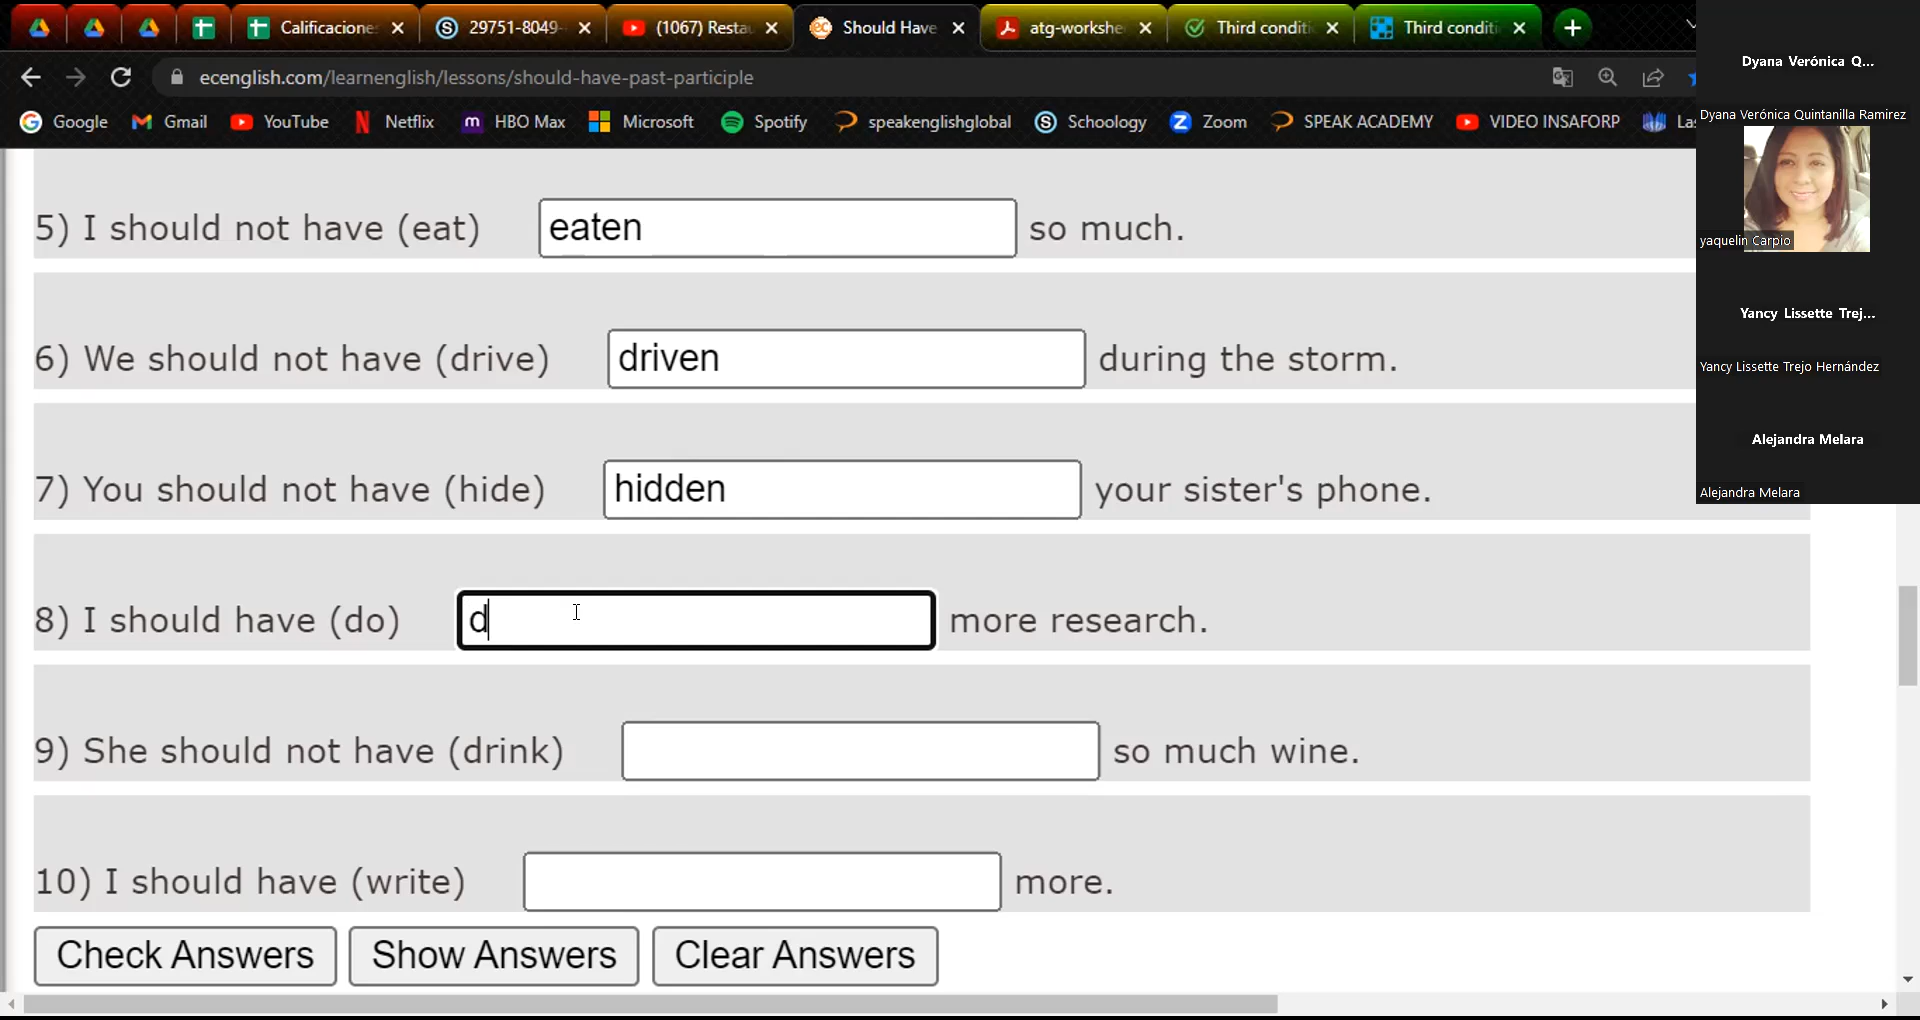 Calificacione
29751-8049-
(1067) Resta
Should Have
atg-workshe
Third conditi
Third conditi
ecenglish.com/learnenglish/lessons/should-have-past-participle
Google
Gmail
YouTube
Netflix
HBO Max
Microsoft
Spotify
speakenglishglobal
Schoology
Zoom
SPEAK ACADEMY
VIDEO INSAFORP
Las
Dyana Verónica Q...
Dyana Verónica Quintanilla Ramirez
yaquelin Carpio
Yancy Lissette Trej...
Yancy Lissette Trejo Hernández
Alejandra Melara
Alejandra Melara
5) I should not have (eat) eaten so much.
6) We should not have (drive) driven during the storm.
7) You should not have (hide) hidden your sister's phone.
8) I should have (do) d more research.
9) She should not have (drink) so much wine.
10) I should have (write) more.
Check Answers Show Answers Clear Answers